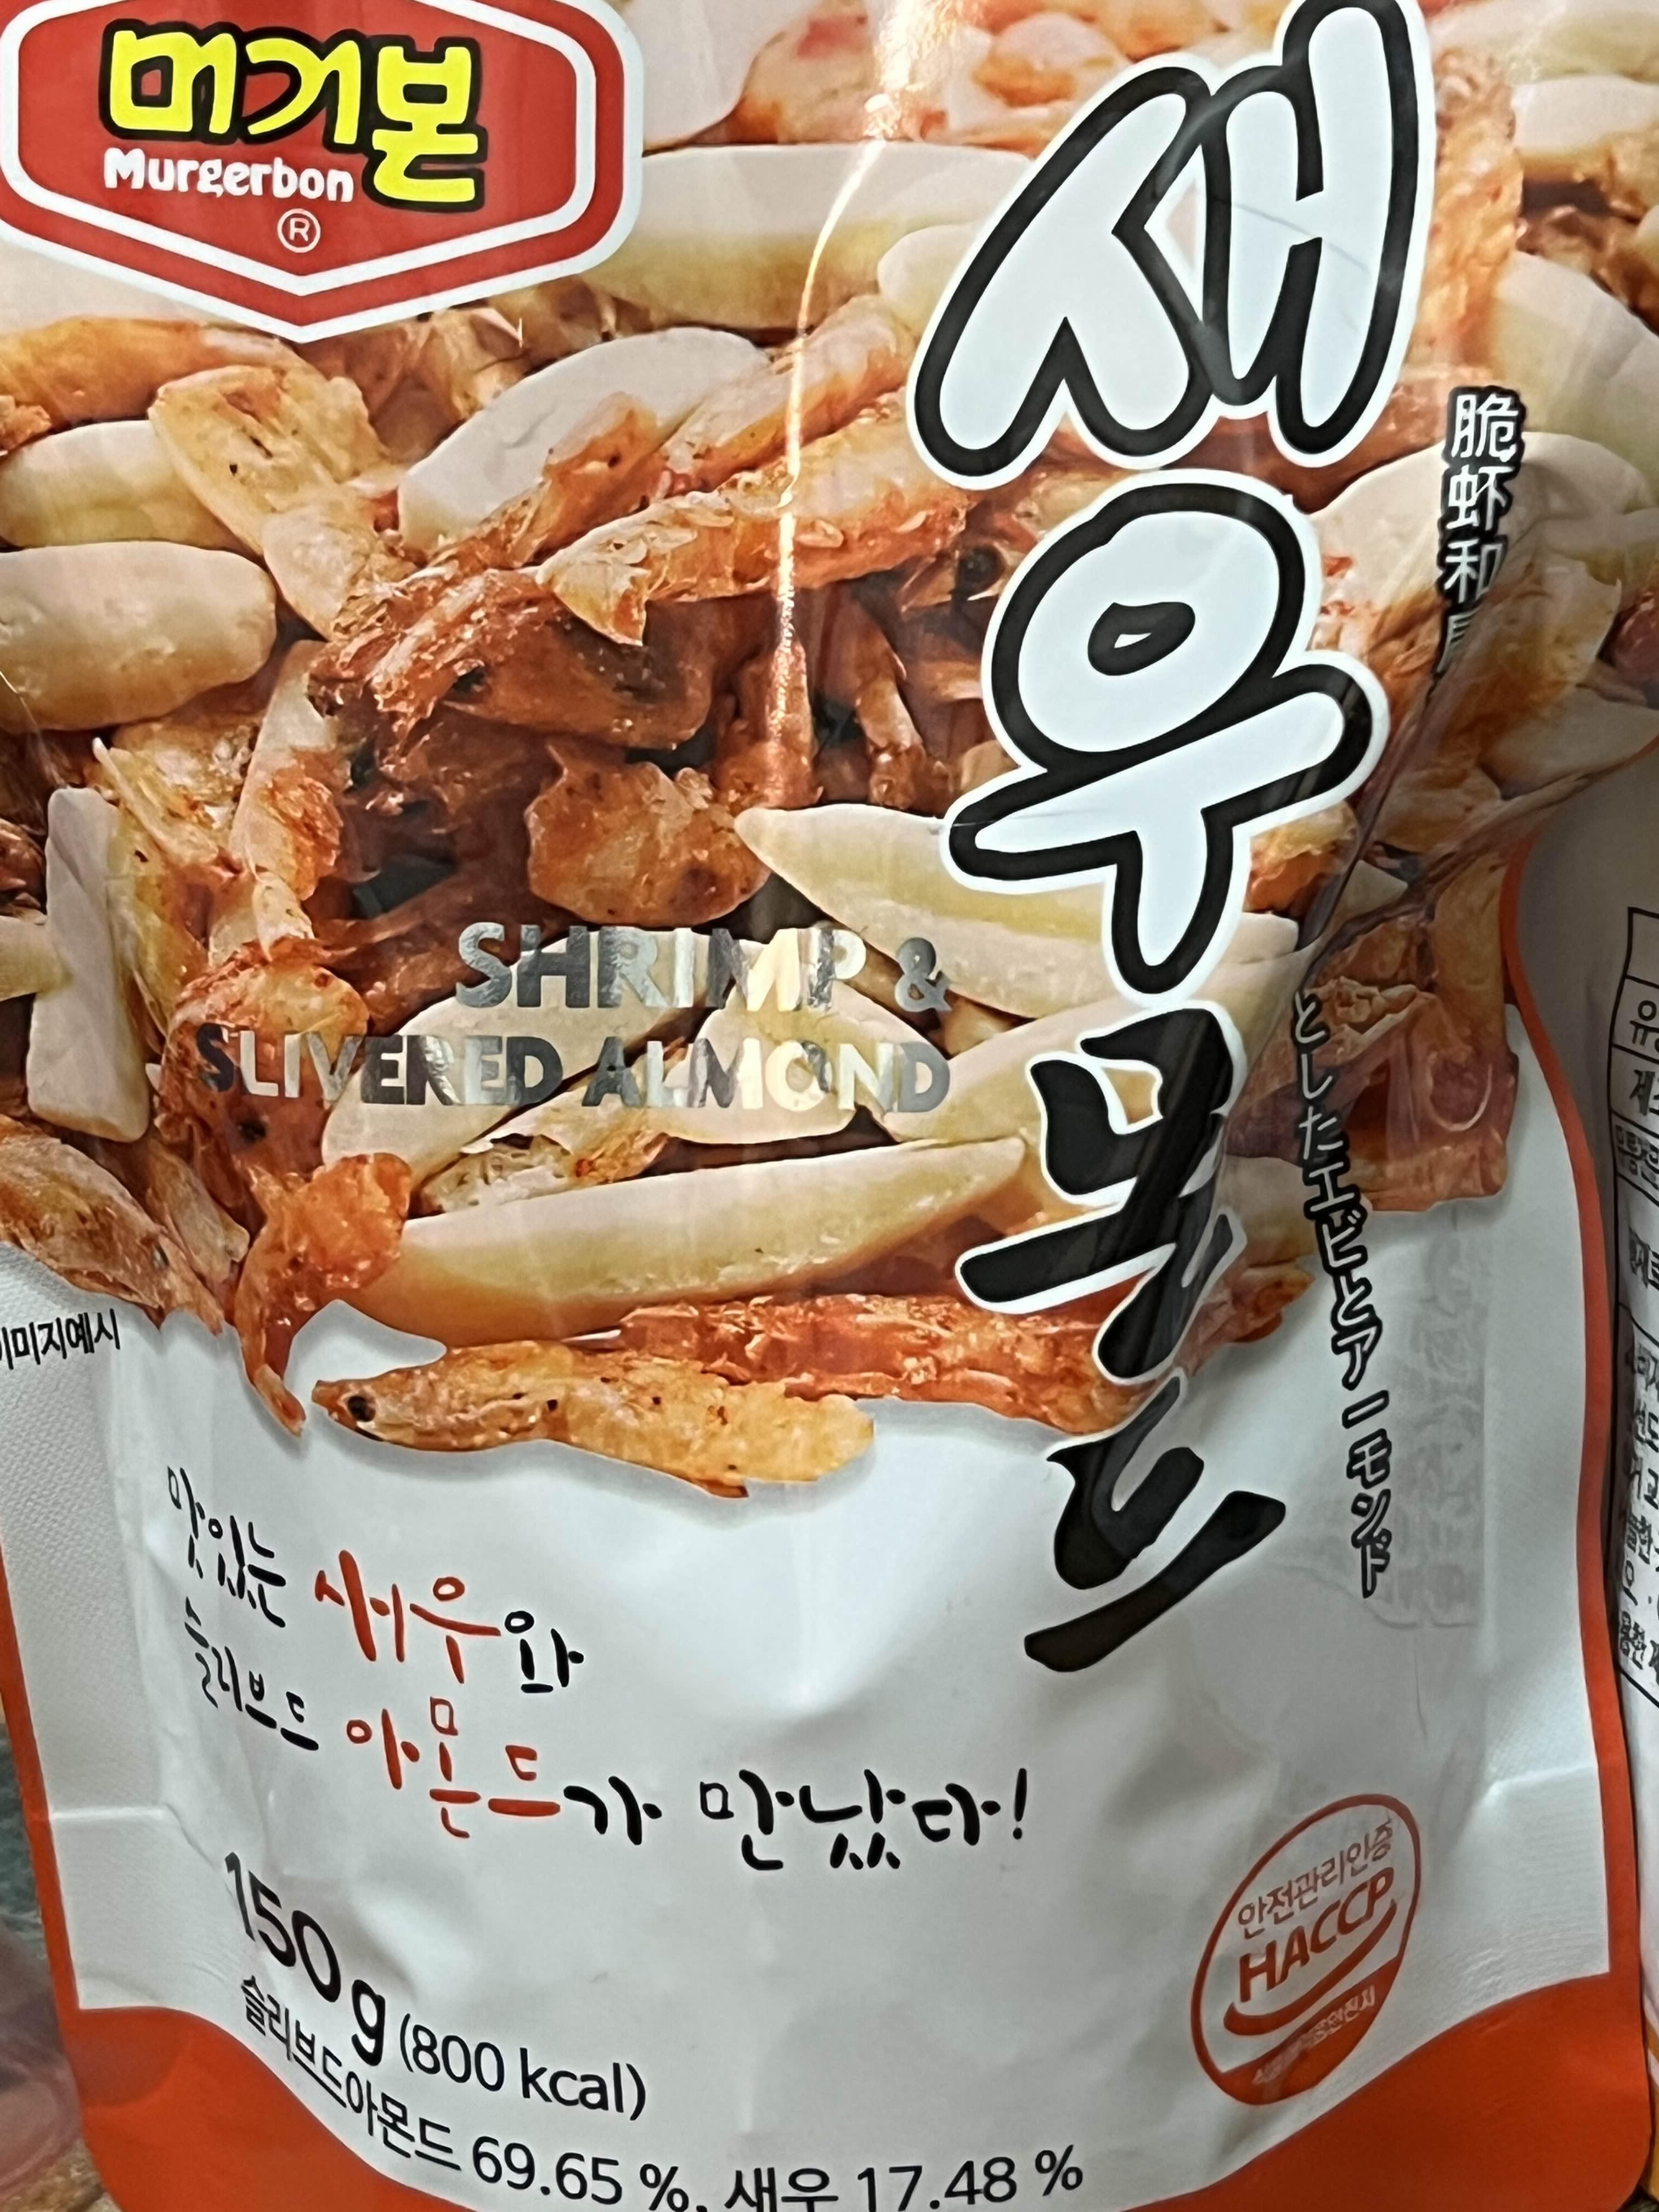 머거본
Murgerbon
®
새우몬드
脆虾和
としたエビとアーモンド
SHRIMP &
SLIVERED ALMOND
이미지예시
맛있는 새우와
슬리브드 아몬드가 만났다!
150 g (800 kcal)
슬리브드아몬드 69.65 %, 새우 17.48 %
안전관리인증
HACCP